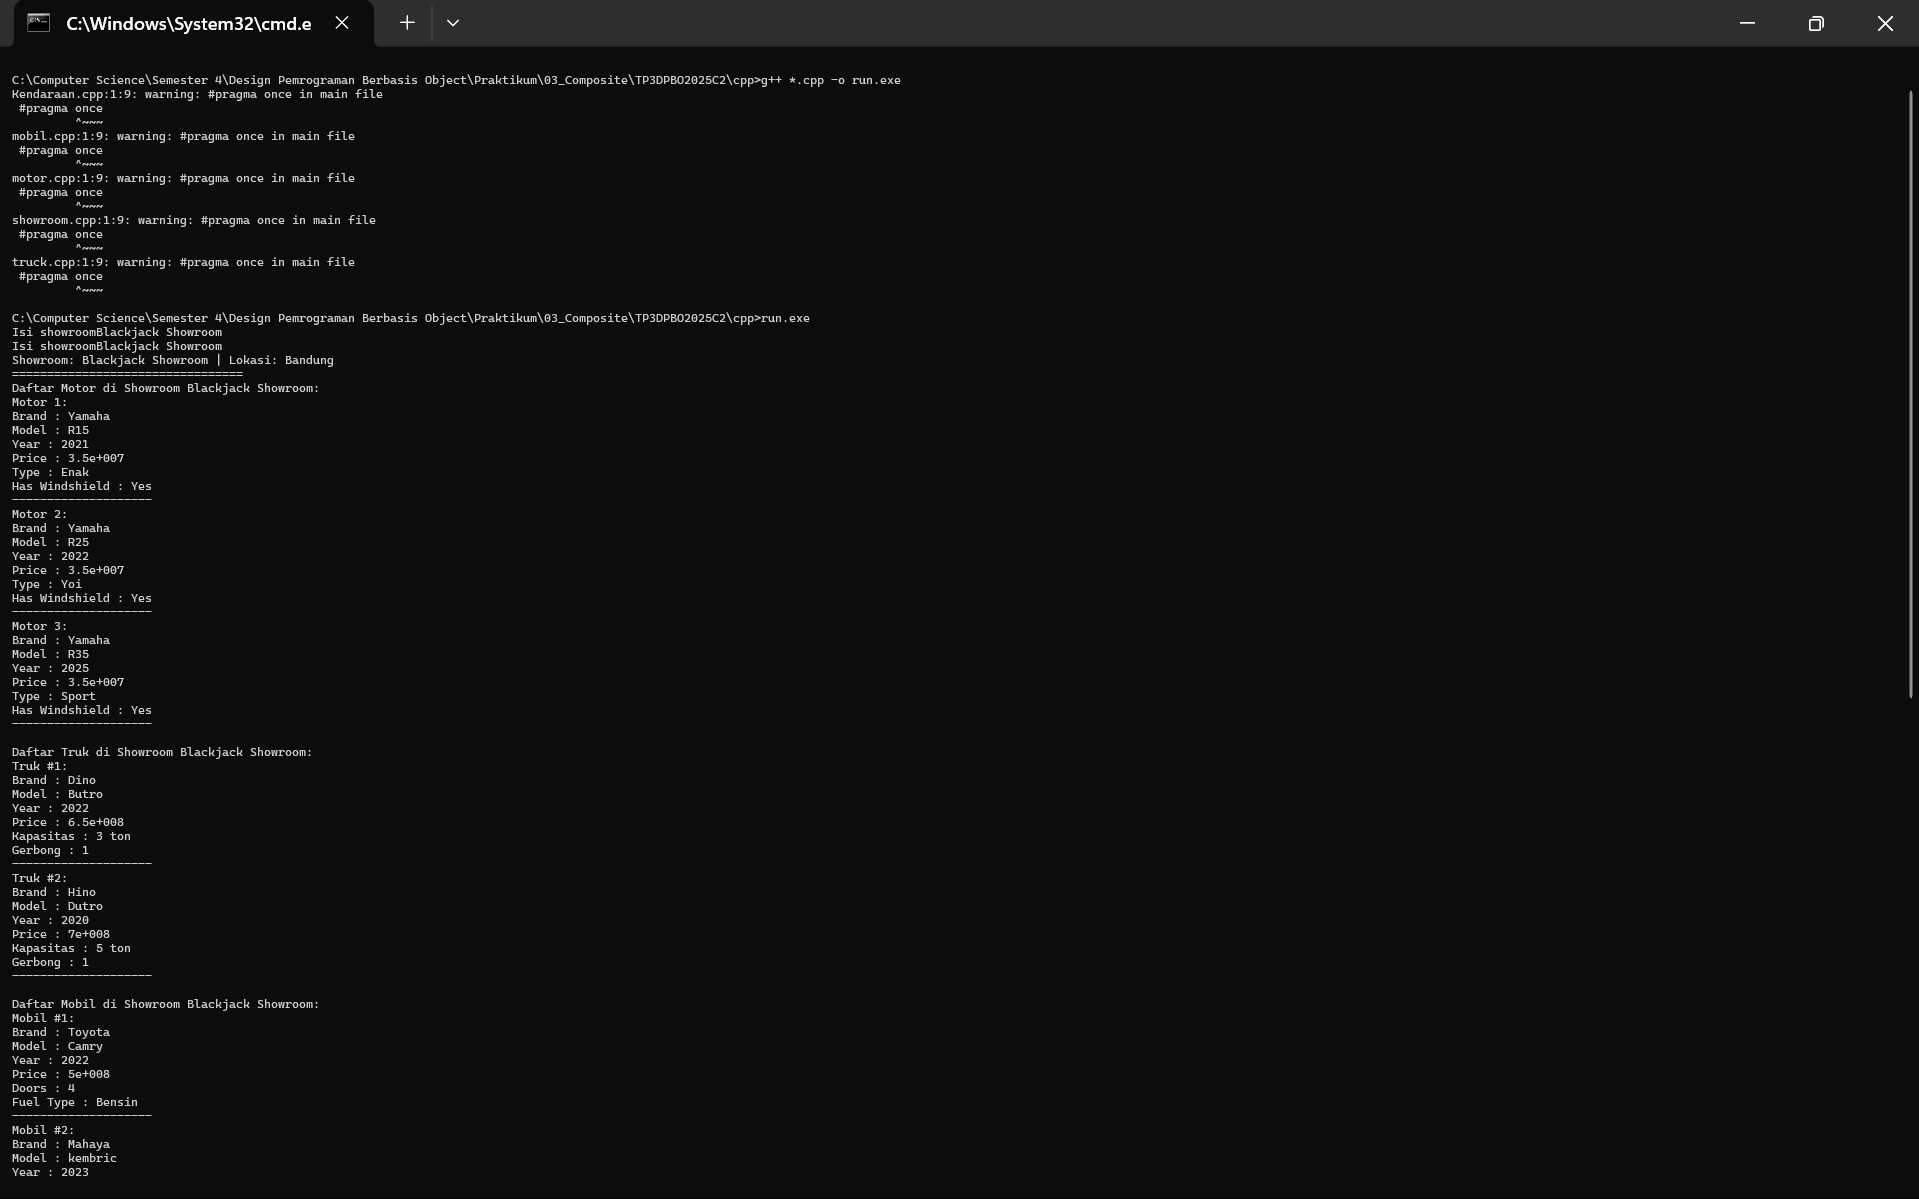 C:\Windows\System32\cmd.e
C:\Computer Science\Semester 4\Design Pemrograman Berbasis Object\Praktikum\03_Composite\TP3DPBO2025C2\cpp>g++ *.cpp -o run.exe
Kendaraan.cpp:1:9: warning: #pragma once in main file
 #pragma once
         ^~~~
mobil.cpp:1:9: warning: #pragma once in main file
 #pragma once
         ^~~~
motor.cpp:1:9: warning: #pragma once in main file
 #pragma once
         ^~~~
showroom.cpp:1:9: warning: #pragma once in main file
 #pragma once
         ^~~~
truck.cpp:1:9: warning: #pragma once in main file
 #pragma once
         ^~~~
C:\Computer Science\Semester 4\Design Pemrograman Berbasis Object\Praktikum\03_Composite\TP3DPBO2025C2\cpp>run.exe
Isi showroomBlackjack Showroom
Isi showroomBlackjack Showroom
Showroom: Blackjack Showroom | Lokasi: Bandung
=================================
Daftar Motor di Showroom Blackjack Showroom:
Motor 1:
Brand : Yamaha
Model : R15
Year : 2021
Price : 3.5e+007
Type : Enak
Has Windshield : Yes
--------------------
Motor 2:
Brand : Yamaha
Model : R25
Year : 2022
Price : 3.5e+007
Type : Yoi
Has Windshield : Yes
--------------------
Motor 3:
Brand : Yamaha
Model : R35
Year : 2025
Price : 3.5e+007
Type : Sport
Has Windshield : Yes
--------------------
Daftar Truk di Showroom Blackjack Showroom:
Truk #1:
Brand : Dino
Model : Butro
Year : 2022
Price : 6.5e+008
Kapasitas : 3 ton
Gerbong : 1
--------------------
Truk #2:
Brand : Hino
Model : Dutro
Year : 2020
Price : 7e+008
Kapasitas : 5 ton
Gerbong : 1
--------------------
Daftar Mobil di Showroom Blackjack Showroom:
Mobil #1:
Brand : Toyota
Model : Camry
Year : 2022
Price : 5e+008
Doors : 4
Fuel Type : Bensin
--------------------
Mobil #2:
Brand : Mahaya
Model : kembric
Year : 2023